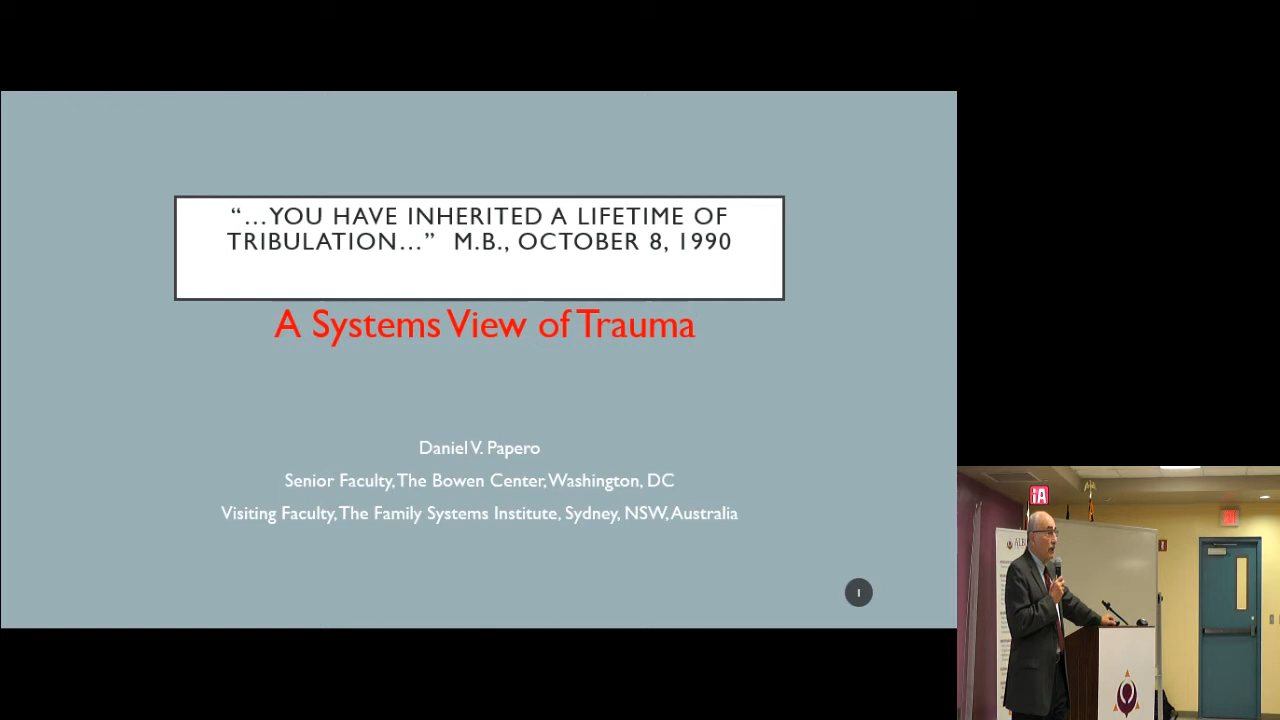 “…YOU HAVE INHERITED A LIFETIME OF
TRIBULATION…” M.B., OCTOBER 8, 1990
A Systems View of Trauma
Daniel V. Papero
Senior Faculty, The Bowen Center, Washington, DC
Visiting Faculty, The Family Systems Institute, Sydney, NSW, Australia
1